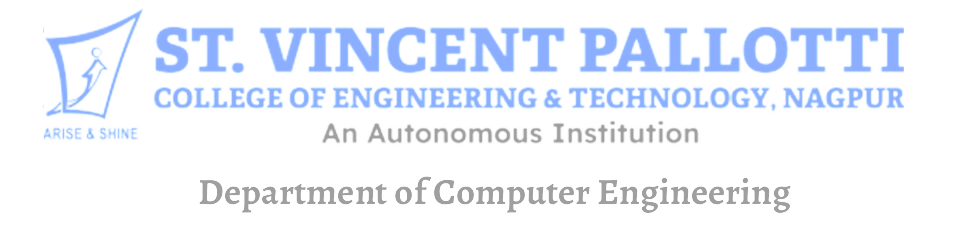 ST. VINCENT PALLOTTI
COLLEGE OF ENGINEERING & TECHNOLOGY, NAGPUR
ARISE & SHINE
An Autonomous Institution
Department of Computer Engineering